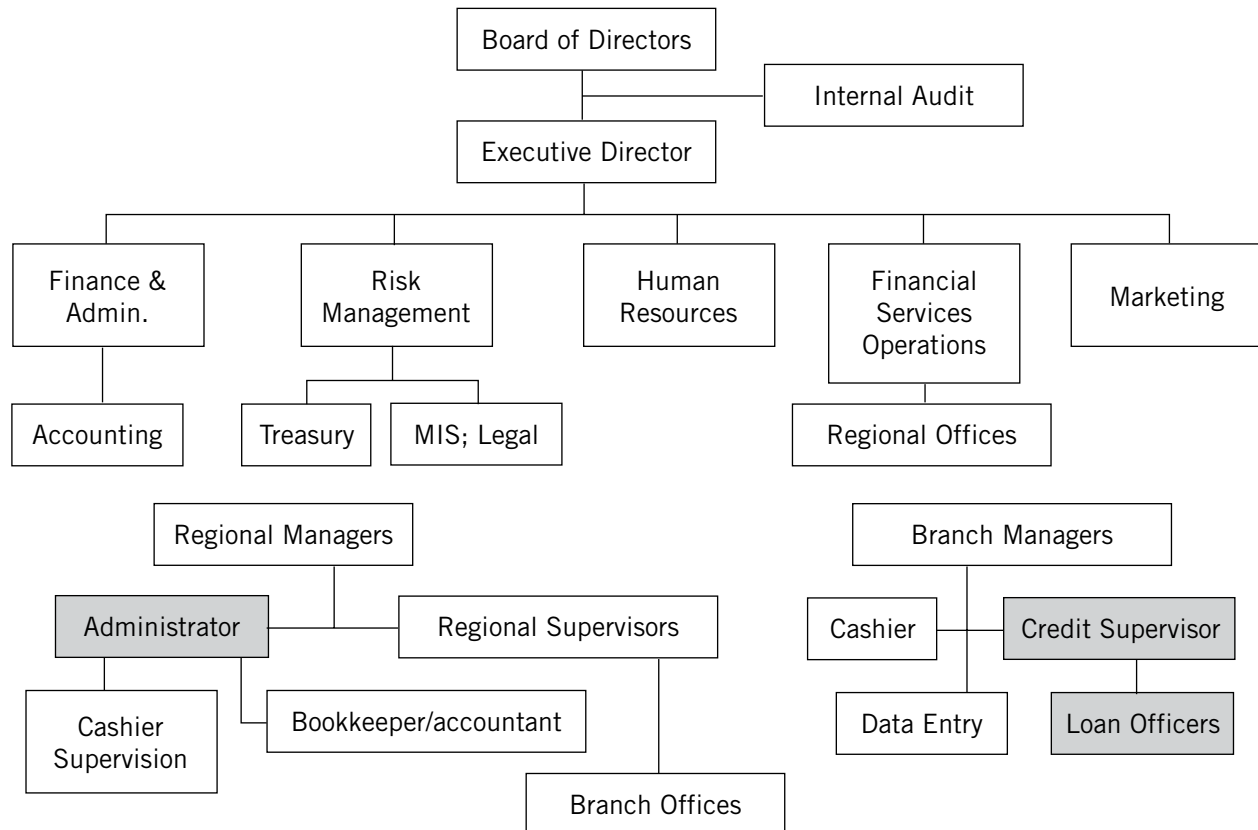 Board of Directors
Internal Audit
Executive Director
Finance &
Admin.
Risk
Management
Human
Resources
Financial
Services
Operations
Marketing
Accounting
Treasury
MIS; Legal
Regional Offices
Regional Managers
Administrator
Regional Supervisors
Cashier
Supervision
Bookkeeper/accountant
Branch Offices
Branch Managers
Cashier
Credit Supervisor
Data Entry
Loan Officers